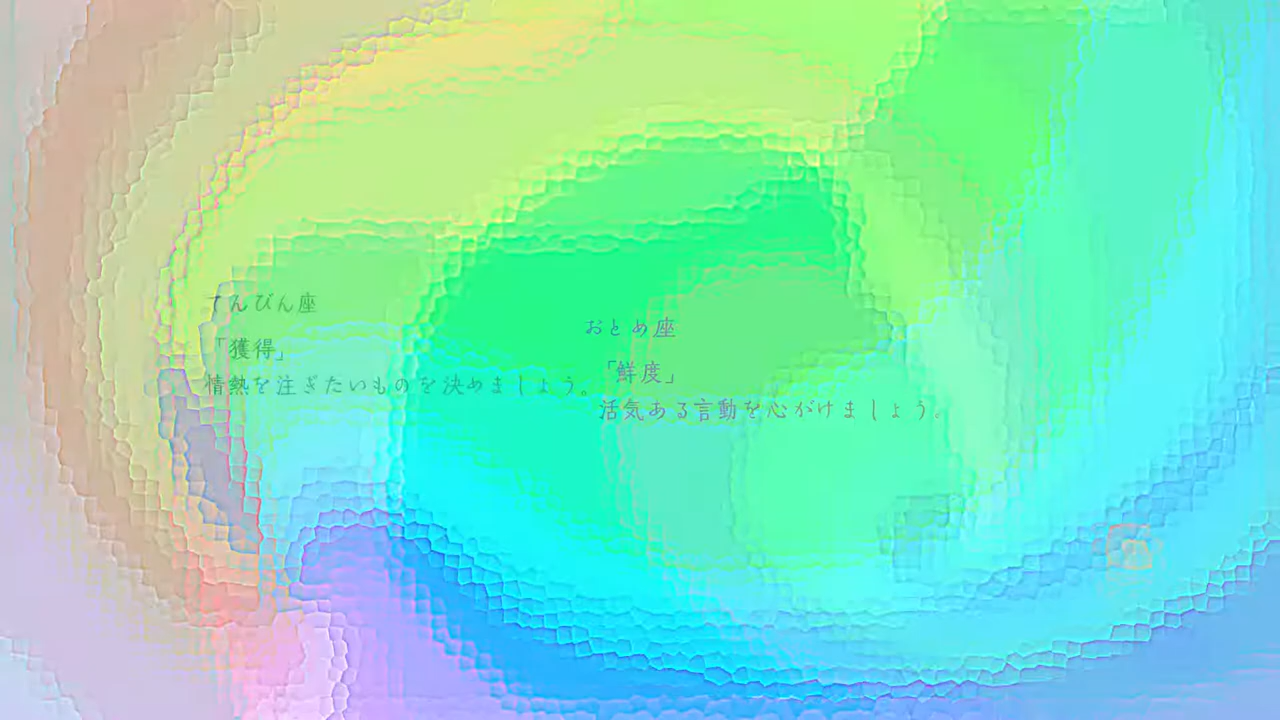 てんびん座
「獲得」
情熱を注ぎたいものを決めましょう。
おとめ座
「鮮度」
活気ある言動を心がけましょう。